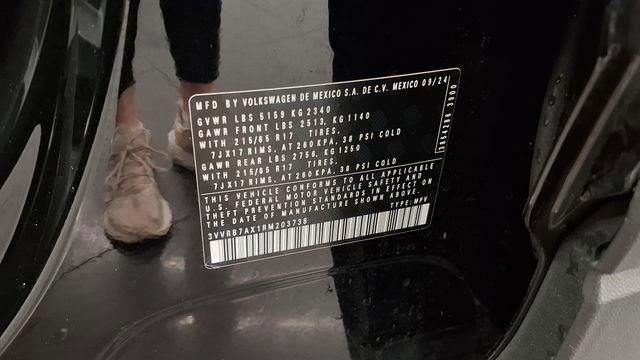 MFD BY VOLKSWAGEN DE MEXICO S.A. DE C.V. MEXICO 09/24
GVWR LBS 5159 KG 2340
GAWR FRONT LBS 2513, KG 1140
WITH 215/65 R17 TIRES,
7JX17 RIMS, AT 260 KPA, 38 PSI COLD
GAWR REAR LBS 2756, KG 1250
WITH 215/65 R17 TIRES,
7JX17 RIMS, AT 260 KPA, 38 PSI COLD
THIS VEHICLE CONFORMS TO ALL APPLICABLE
U.S. FEDERAL MOTOR VEHICLE SAFETY AND
THEFT PREVENTION STANDARDS IN EFFECT ON
THE DATE OF MANUFACTURE SHOWN ABOVE.
3VVRB7AX1RM203738 TYPE: MPV